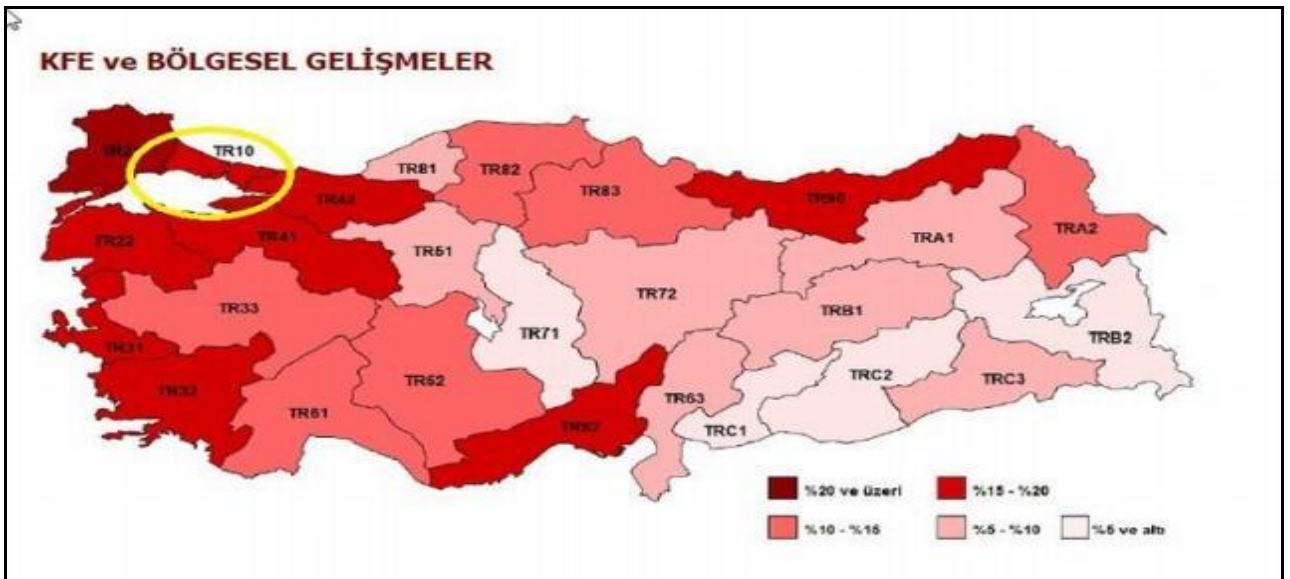 KFE ve BÖLGESEL GELİŞMELER
TR10
TR81
TR82
TR83
TR90
TRA1
TRA2
TR42
TR22
TR41
TR51
TR72
TR33
TRB1
TR71
TRB2
TR31
TR32
TR52
TRC2
TRC3
TR61
TR63
TR62
TRC1
%20 ve üzeri
%15 - %20
%10 - %15
%5 - %10
%5 ve altı